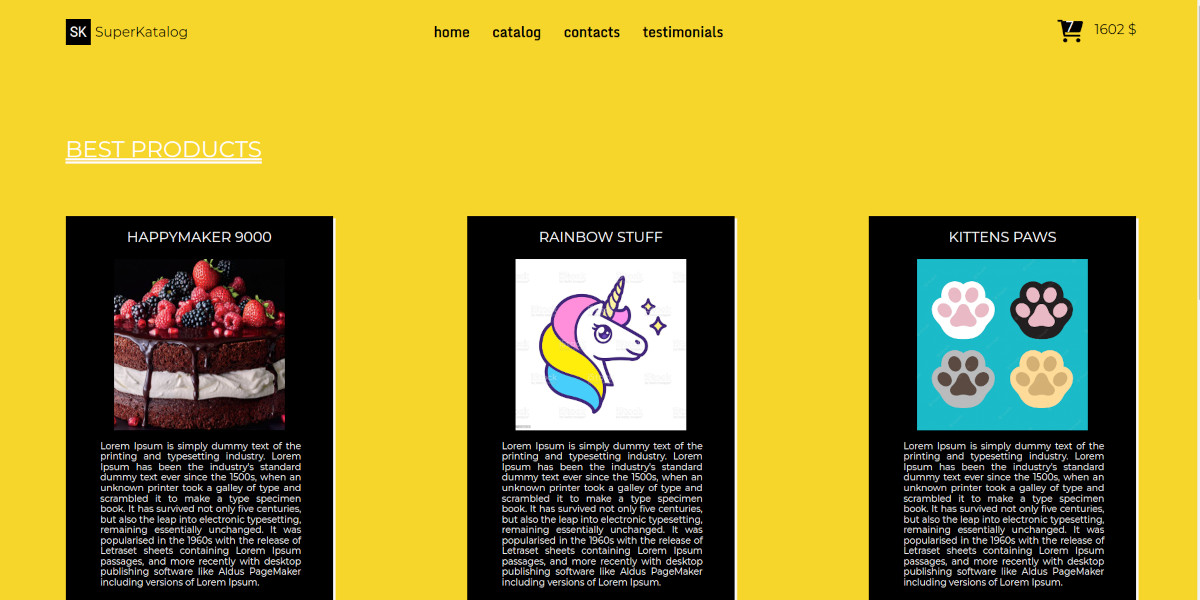 SK SuperKatalog
home catalog contacts testimonials
7 1602 $
BEST PRODUCTS
HAPPYMAKER 9000
Lorem Ipsum is simply dummy text of the
printing and typesetting industry. Lorem
Ipsum has been the industry's standard
dummy text ever since the 1500s, when an
unknown printer took a galley of type and
scrambled it to make a type specimen
book. It has survived not only five centuries,
but also the leap into electronic typesetting,
remaining essentially unchanged. It was
popularised in the 1960s with the release of
Letraset sheets containing Lorem Ipsum
passages, and more recently with desktop
publishing software like Aldus PageMaker
including versions of Lorem Ipsum.
RAINBOW STUFF
Lorem Ipsum is simply dummy text of the
printing and typesetting industry. Lorem
Ipsum has been the industry's standard
dummy text ever since the 1500s, when an
unknown printer took a galley of type and
scrambled it to make a type specimen
book. It has survived not only five centuries,
but also the leap into electronic typesetting,
remaining essentially unchanged. It was
popularised in the 1960s with the release of
Letraset sheets containing Lorem Ipsum
passages, and more recently with desktop
publishing software like Aldus PageMaker
including versions of Lorem Ipsum.
KITTENS PAWS
Lorem Ipsum is simply dummy text of the
printing and typesetting industry. Lorem
Ipsum has been the industry's standard
dummy text ever since the 1500s, when an
unknown printer took a galley of type and
scrambled it to make a type specimen
book. It has survived not only five centuries,
but also the leap into electronic typesetting,
remaining essentially unchanged. It was
popularised in the 1960s with the release of
Letraset sheets containing Lorem Ipsum
passages, and more recently with desktop
publishing software like Aldus PageMaker
including versions of Lorem Ipsum.